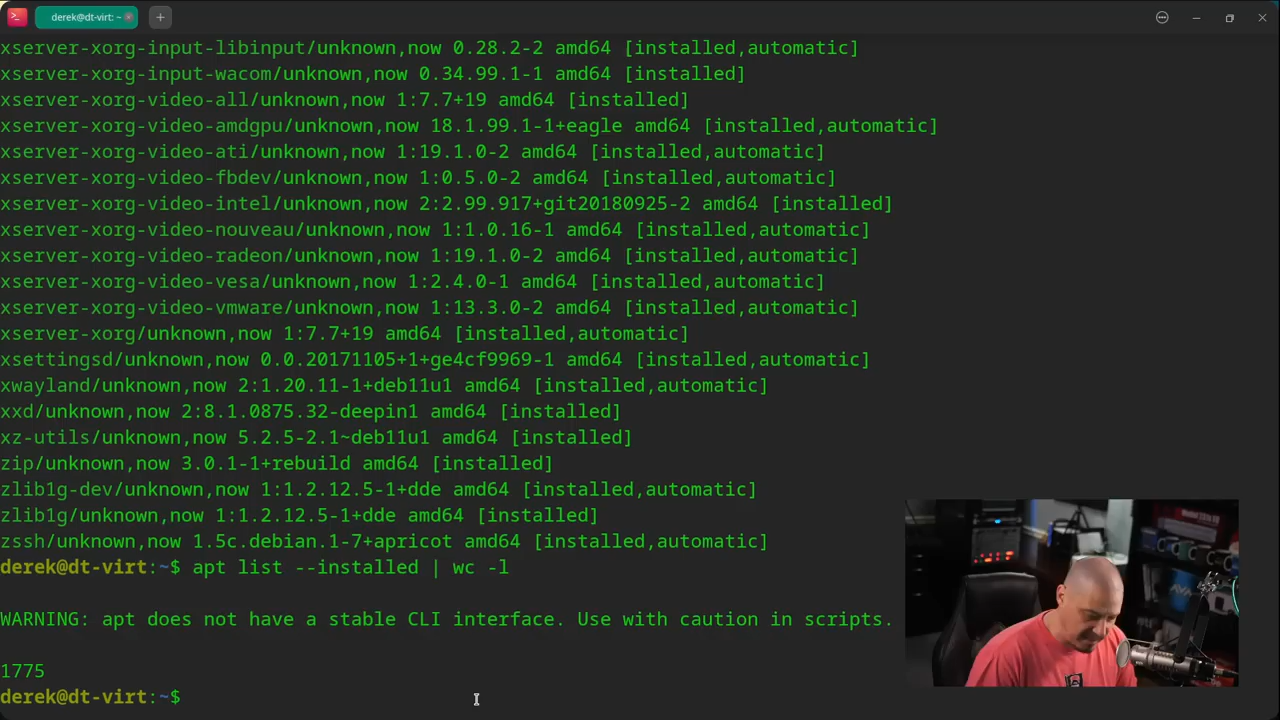 derek@dt-virt: ~
xserver-xorg-input-libinput/unknown,now 0.28.2-2 amd64 [installed,automatic]
xserver-xorg-input-wacom/unknown,now 0.34.99.1-1 amd64 [installed]
xserver-xorg-video-all/unknown,now 1:7.7+19 amd64 [installed]
xserver-xorg-video-amdgpu/unknown,now 18.1.99.1-1+eagle amd64 [installed,automatic]
xserver-xorg-video-ati/unknown,now 1:19.1.0-2 amd64 [installed,automatic]
xserver-xorg-video-fbdev/unknown,now 1:0.5.0-2 amd64 [installed,automatic]
xserver-xorg-video-intel/unknown,now 2:2.99.917+git20180925-2 amd64 [installed]
xserver-xorg-video-nouveau/unknown,now 1:1.0.16-1 amd64 [installed,automatic]
xserver-xorg-video-radeon/unknown,now 1:19.1.0-2 amd64 [installed,automatic]
xserver-xorg-video-vesa/unknown,now 1:2.4.0-1 amd64 [installed,automatic]
xserver-xorg-video-vmware/unknown,now 1:13.3.0-2 amd64 [installed,automatic]
xserver-xorg/unknown,now 1:7.7+19 amd64 [installed,automatic]
xsettingsd/unknown,now 0.0.20171105+1+ge4cf9969-1 amd64 [installed,automatic]
xwayland/unknown,now 2:1.20.11-1+deb11u1 amd64 [installed,automatic]
xxd/unknown,now 2:8.1.0875.32-deepin1 amd64 [installed]
xz-utils/unknown,now 5.2.5-2.1~deb11u1 amd64 [installed]
zip/unknown,now 3.0.1-1+rebuild amd64 [installed]
zlib1g-dev/unknown,now 1:1.2.12.5-1+dde amd64 [installed,automatic]
zlib1g/unknown,now 1:1.2.12.5-1+dde amd64 [installed]
zssh/unknown,now 1.5c.debian.1-7+apricot amd64 [installed,automatic]
derek@dt-virt:~$ apt list --installed | wc -l
WARNING: apt does not have a stable CLI interface. Use with caution in scripts.
1775
derek@dt-virt:~$